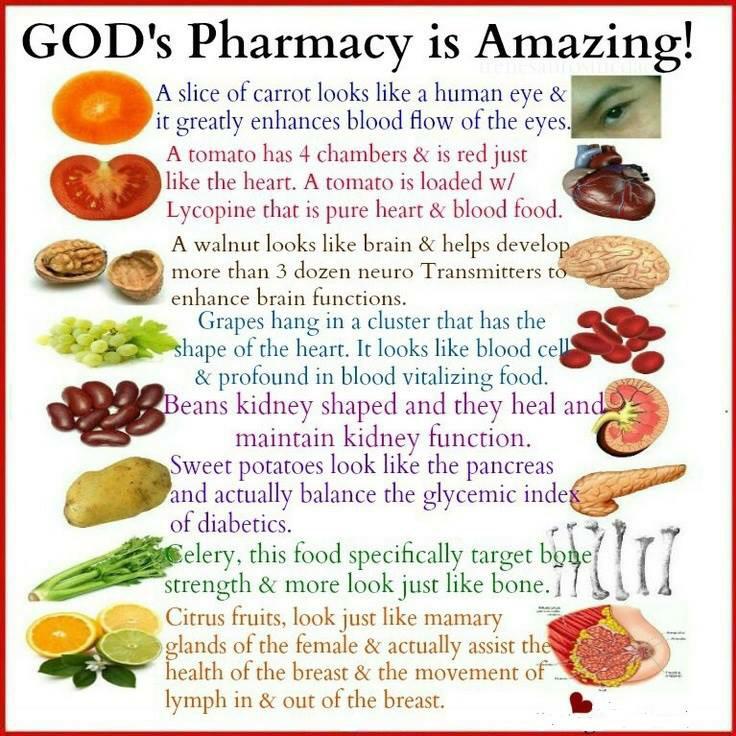 GOD's Pharmacy is Amazing!
A slice of carrot looks like a human eye &
it greatly enhances blood flow of the eyes.
A tomato has 4 chambers & is red just
like the heart. A tomato is loaded w/
Lycopine that is pure heart & blood food.
A walnut looks like brain & helps develop
more than 3 dozen neuro Transmitters to
enhance brain functions.
Grapes hang in a cluster that has the
shape of the heart. It looks like blood cell
& profound in blood vitalizing food.
Beans kidney shaped and they heal and
maintain kidney function.
Sweet potatoes look like the pancreas
and actually balance the glycemic index
of diabetics.
Celery, this food specifically target bone
strength & more look just like bone.
Citrus fruits, look just like mamary
glands of the female & actually assist the
health of the breast & the movement of
lymph in & out of the breast.